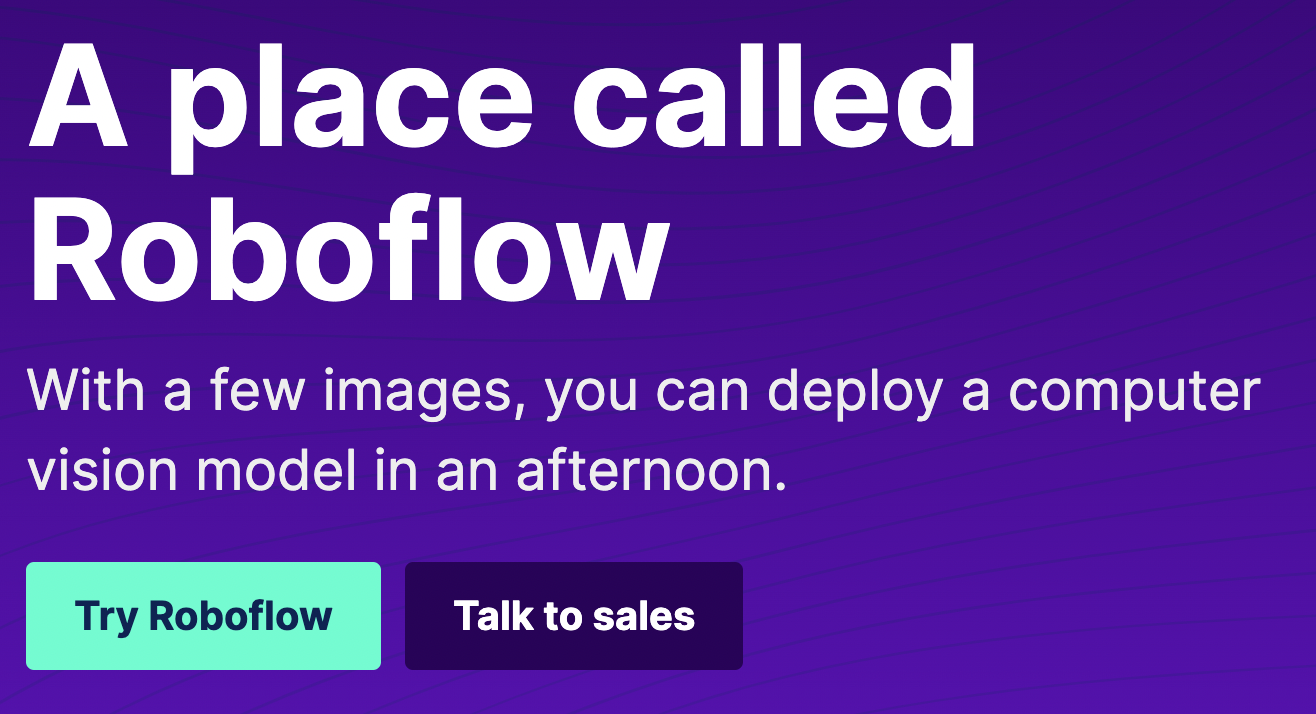 A place called
Roboflow
With a few images, you can deploy a computer
vision model in an afternoon.
Try Roboflow
Talk to sales